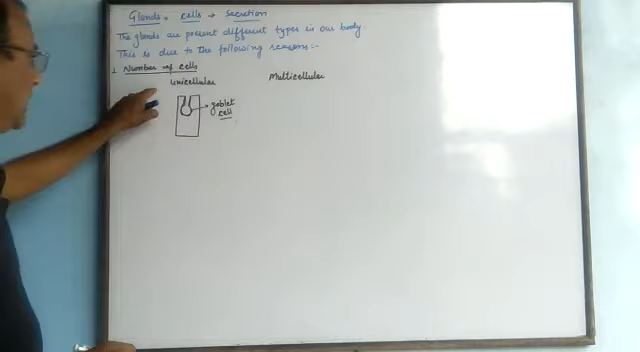 Glands. cells → secretion
The glands are present different types in our body
This is due to the following reasons:-
1. Number of cells
Unicellular
Multicellular
→ goblet
cell